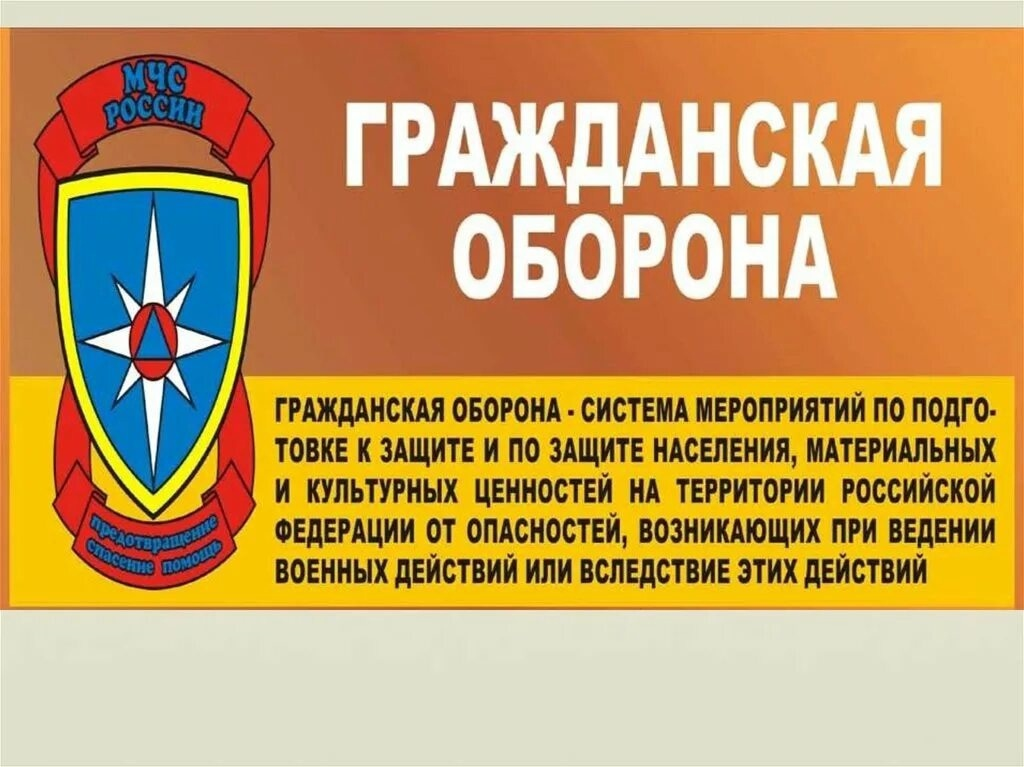 МЧС
РОССИИ
ГРАЖДАНСКАЯ
ОБОРОНА
ГРАЖДАНСКАЯ ОБОРОНА - СИСТЕМА МЕРОПРИЯТИЙ ПО ПОДГО-
ТОВКЕ К ЗАЩИТЕ И ПО ЗАЩИТЕ НАСЕЛЕНИЯ, МАТЕРИАЛЬНЫХ
И КУЛЬТУРНЫХ ЦЕННОСТЕЙ НА ТЕРРИТОРИИ РОССИЙСКОЙ
ФЕДЕРАЦИИ ОТ ОПАСНОСТЕЙ, ВОЗНИКАЮЩИХ ПРИ ВЕДЕНИИ
ВОЕННЫХ ДЕЙСТВИЙ ИЛИ ВСЛЕДСТВИЕ ЭТИХ ДЕЙСТВИЙ
предотвращение
спасение помощь